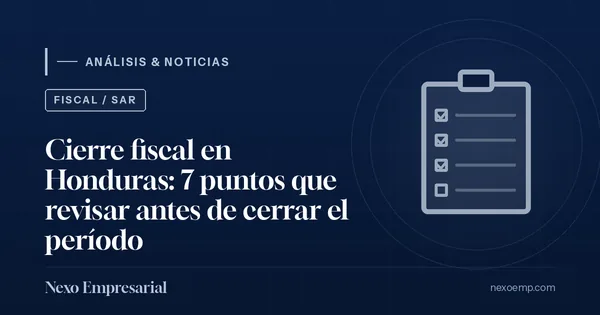 ANÁLISIS & NOTICIAS
FISCAL / SAR
Cierre fiscal en
Honduras: 7 puntos que
revisar antes de cerrar el
período
Nexo Empresarial
nexoemp.com